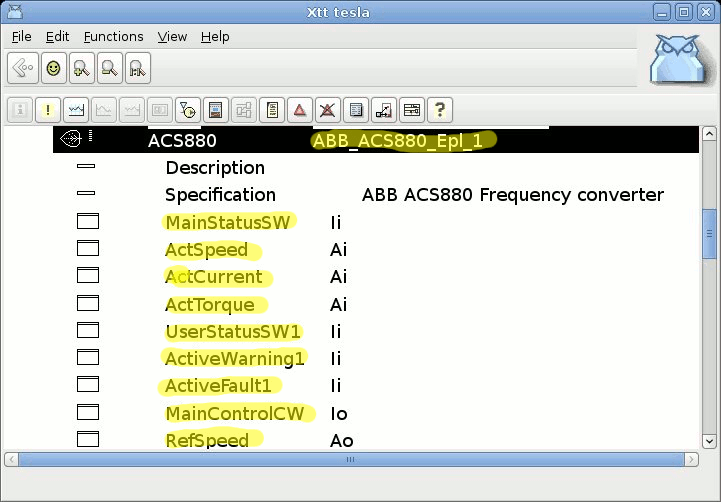 Xtt tesla
File Edit Functions View Help
ACS880 ABB_ACS880_Epl_1
Description
Specification ABB ACS880 Frequency converter
MainStatusSW Ii
ActSpeed Ai
ActCurrent Ai
ActTorque Ai
UserStatusSW1 Ii
ActiveWarning1 Ii
ActiveFault1 Ii
MainControlCW Io
RefSpeed Ao